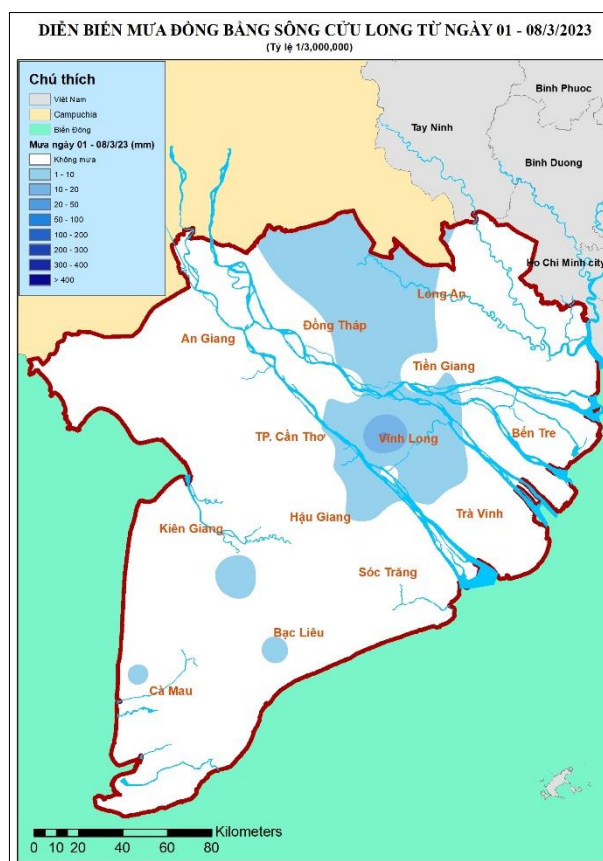 DIỄN BIẾN MƯA ĐỒNG BẰNG SÔNG CỬU LONG TỪ NGÀY 01 - 08/3/2023
(Tỷ lệ 1/3,000,000)
Chú thích
Việt Nam
Campuchia
Biển Đông
Mưa ngày 01 - 08/3/23 (mm)
Không mưa
1 - 10
10 - 20
20 - 50
50 - 100
100 - 200
200 - 300
300 - 400
> 400
Binh Phuoc
Tay Ninh
Binh Duong
Ho Chi Minh city
Long An
Đồng Tháp
An Giang
Tiền Giang
Bến Tre
TP. Cần Thơ
Vĩnh Long
Hậu Giang
Trà Vinh
Kiên Giang
Sóc Trăng
Bạc Liêu
Cà Mau
Kilometers
0 10 20 40 60 80